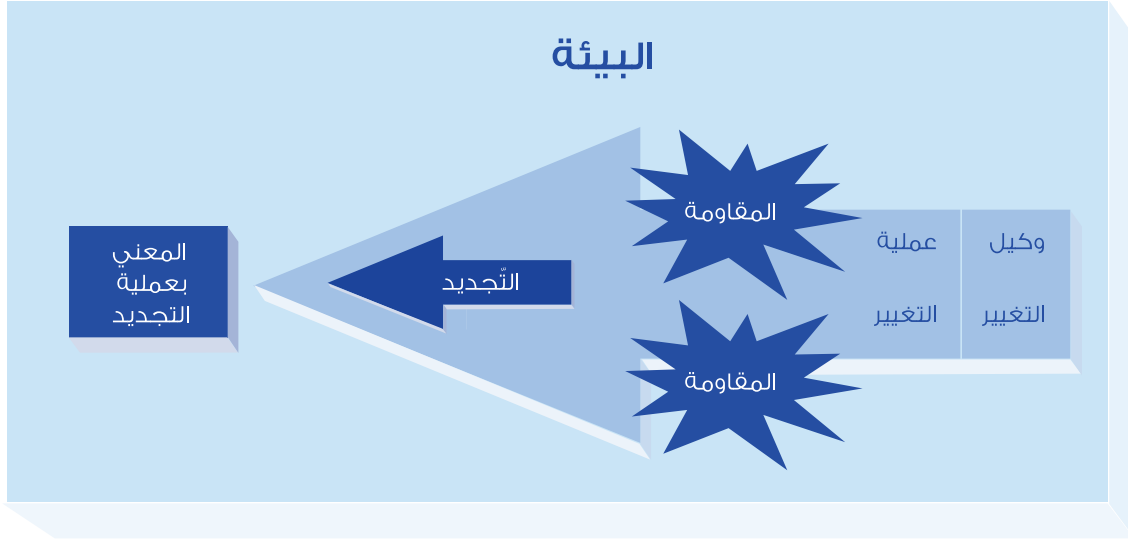 البيئة
وكيل
التغيير
عملية
التغيير
المقاومة
المقاومة
التّجديد
المعني
بعملية
التجديد